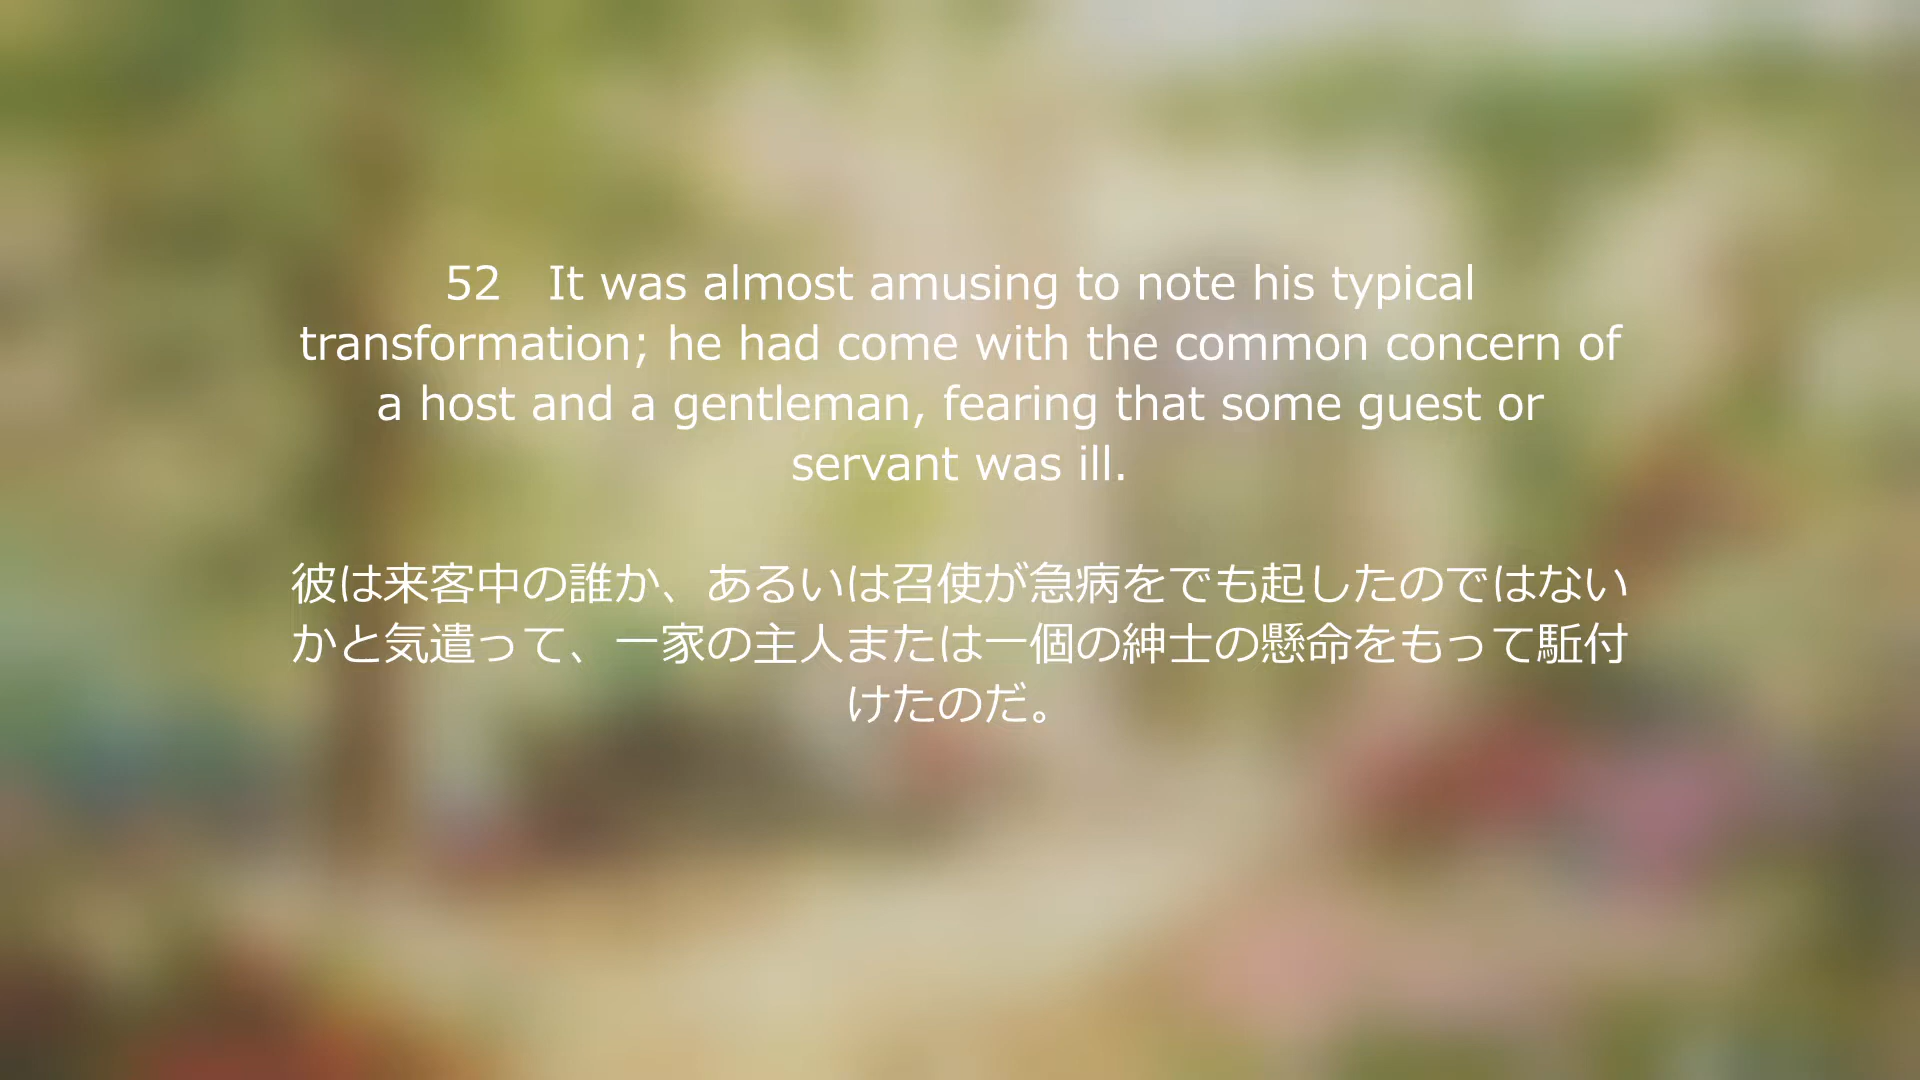 52　It was almost amusing to note his typical
transformation; he had come with the common concern of
a host and a gentleman, fearing that some guest or
servant was ill.
彼は来客中の誰か、あるいは召使が急病をでも起したのではない
かと気遣って、一家の主人または一個の紳士の懸命をもって駈付
けたのだ。